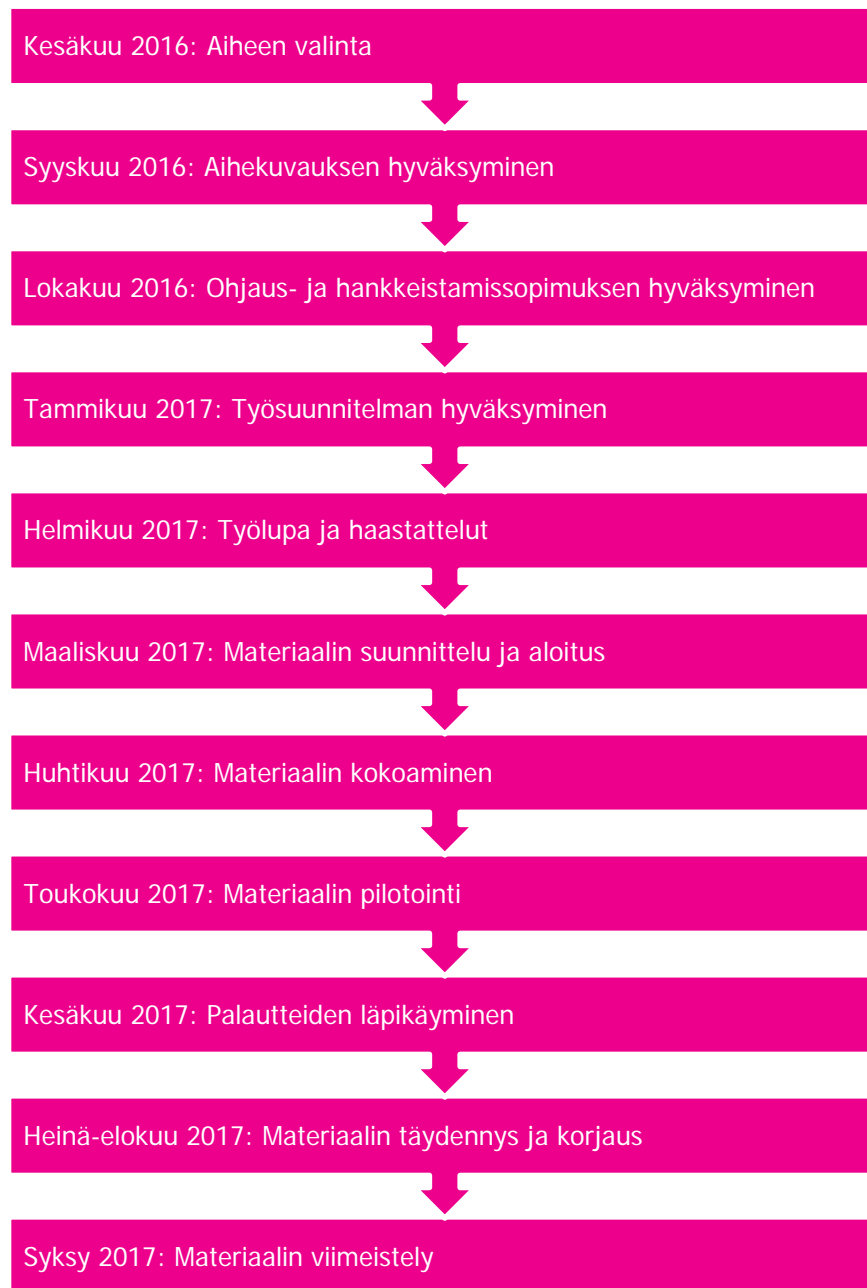 Kesäkuu 2016: Aiheen valinta
Syyskuu 2016: Aihekuvauksen hyväksyminen
Lokakuu 2016: Ohjaus- ja hankkeistamissopimuksen hyväksyminen
Tammikuu 2017: Työsuunnitelman hyväksyminen
Helmikuu 2017: Työlupa ja haastattelut
Maaliskuu 2017: Materiaalin suunnittelu ja aloitus
Huhtikuu 2017: Materiaalin kokoaminen
Toukokuu 2017: Materiaalin pilotointi
Kesäkuu 2017: Palautteiden läpikäyminen
Heinä-elokuu 2017: Materiaalin täydennys ja korjaus
Syksy 2017: Materiaalin viimeistely